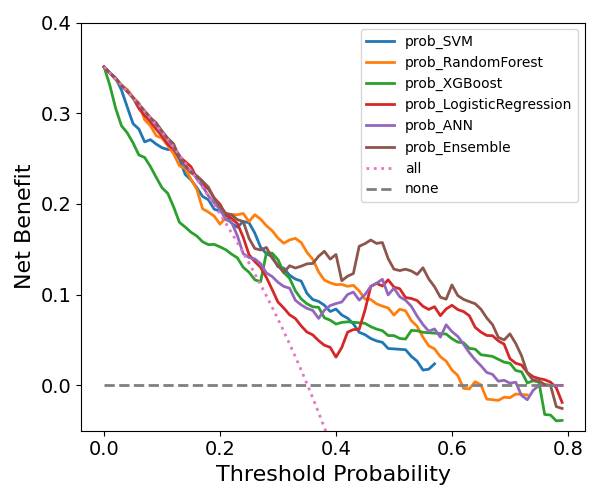 0.4
0.3
0.2
0.1
0.0
Net Benefit
prob_SVM
prob_RandomForest
prob_XGBoost
prob_LogisticRegression
prob_ANN
prob_Ensemble
all
none
0.0 0.2 0.4 0.6 0.8
Threshold Probability